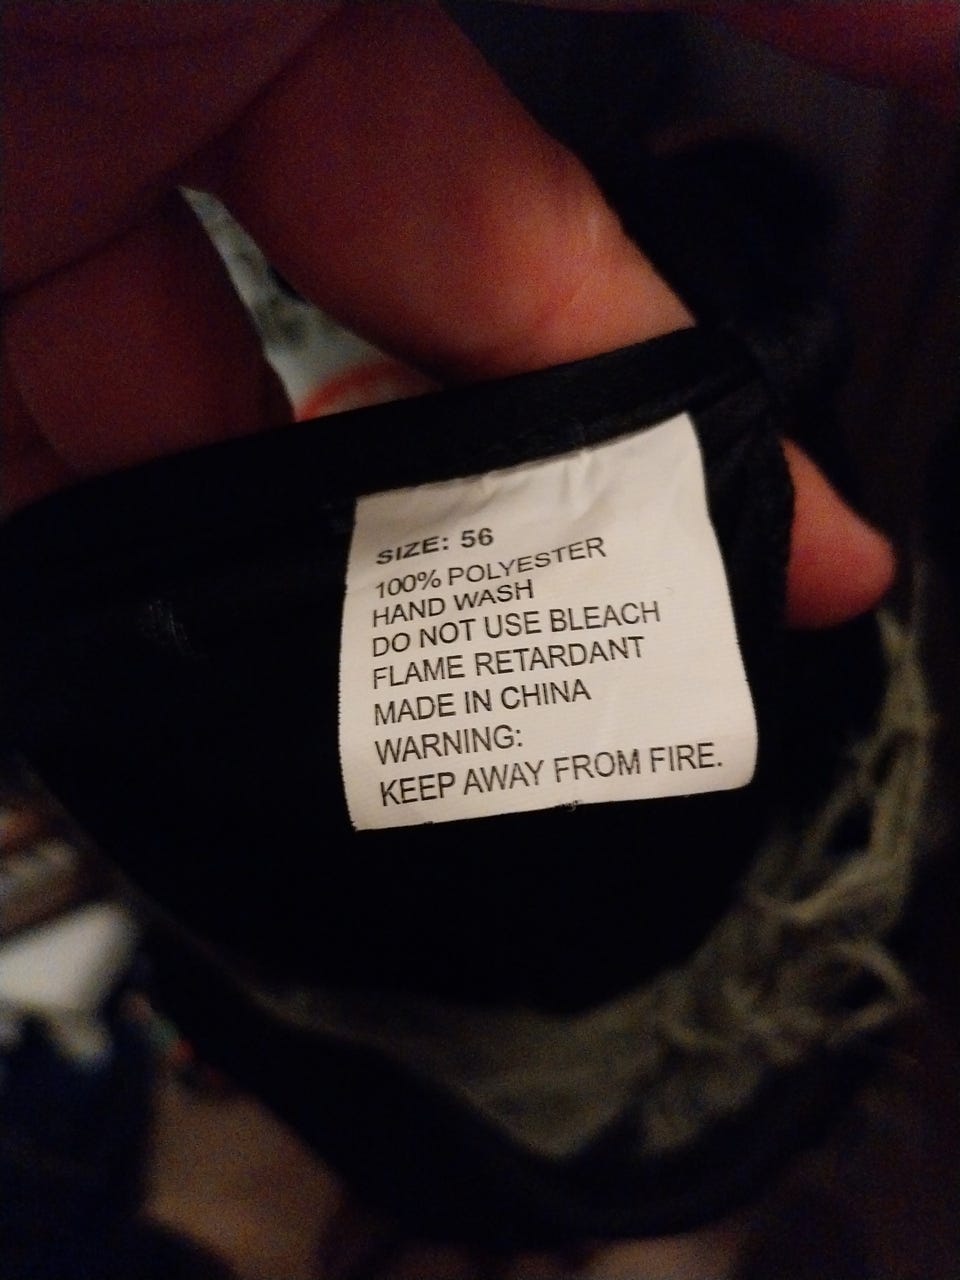 SIZE: 56
100% POLYESTER
HAND WASH
DO NOT USE BLEACH
FLAME RETARDANT
MADE IN CHINA
WARNING:
KEEP AWAY FROM FIRE.